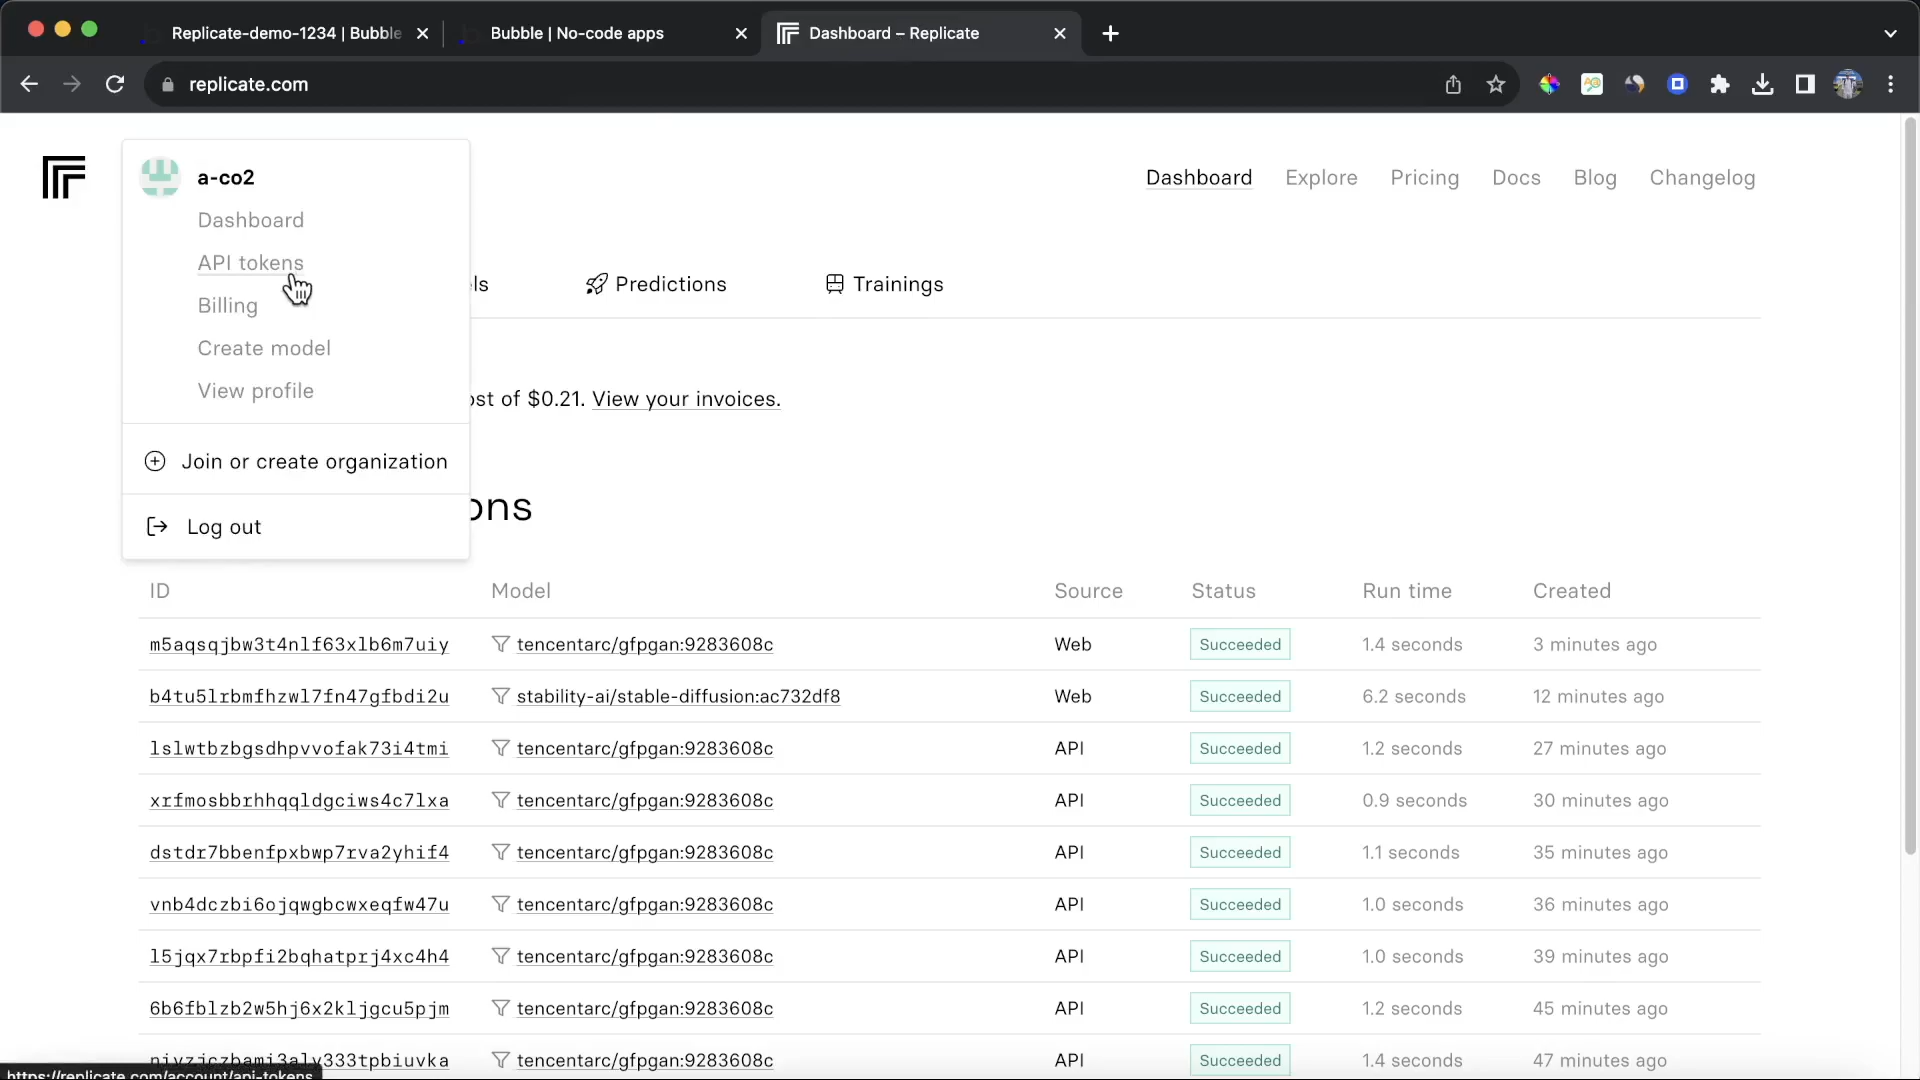 Replicate-demo-1234 | Bubble
Bubble | No-code apps
Dashboard – Replicate
replicate.com
a-co2
Dashboard
API tokens
Billing
Create model
View profile
Join or create organization
Log out
Dashboard
Explore
Pricing
Docs
Blog
Changelog
ls
Predictions
Trainings
ost of $0.21. View your invoices.
ons
ID Model Source Status Run time Created
m5aqsqjbw3t4nlf63xlb6m7uiy tencentarc/gfpgan:9283608c Web Succeeded 1.4 seconds 3 minutes ago
b4tu5lrbmfhzwl7fn47gfbdi2u stability-ai/stable-diffusion:ac732df8 Web Succeeded 6.2 seconds 12 minutes ago
lslwtbzbgsdhpvvofak73i4tmi tencentarc/gfpgan:9283608c API Succeeded 1.2 seconds 27 minutes ago
xrfmosbbrhhqqldgciws4c7lxa tencentarc/gfpgan:9283608c API Succeeded 0.9 seconds 30 minutes ago
dstdr7bbenfpxbwp7rva2yhif4 tencentarc/gfpgan:9283608c API Succeeded 1.1 seconds 35 minutes ago
vnb4dczbi6ojqwgbcwxeqfw47u tencentarc/gfpgan:9283608c API Succeeded 1.0 seconds 36 minutes ago
l5jqx7rbpfi2bqhatprj4xc4h4 tencentarc/gfpgan:9283608c API Succeeded 1.0 seconds 39 minutes ago
6b6fblzb2w5hj6x2kljgcu5pjm tencentarc/gfpgan:9283608c API Succeeded 1.2 seconds 45 minutes ago
tencentarc/gfpgan:9283608c API Succeeded 1.4 seconds 47 minutes ago
https://replicate.com/account/api-tokens